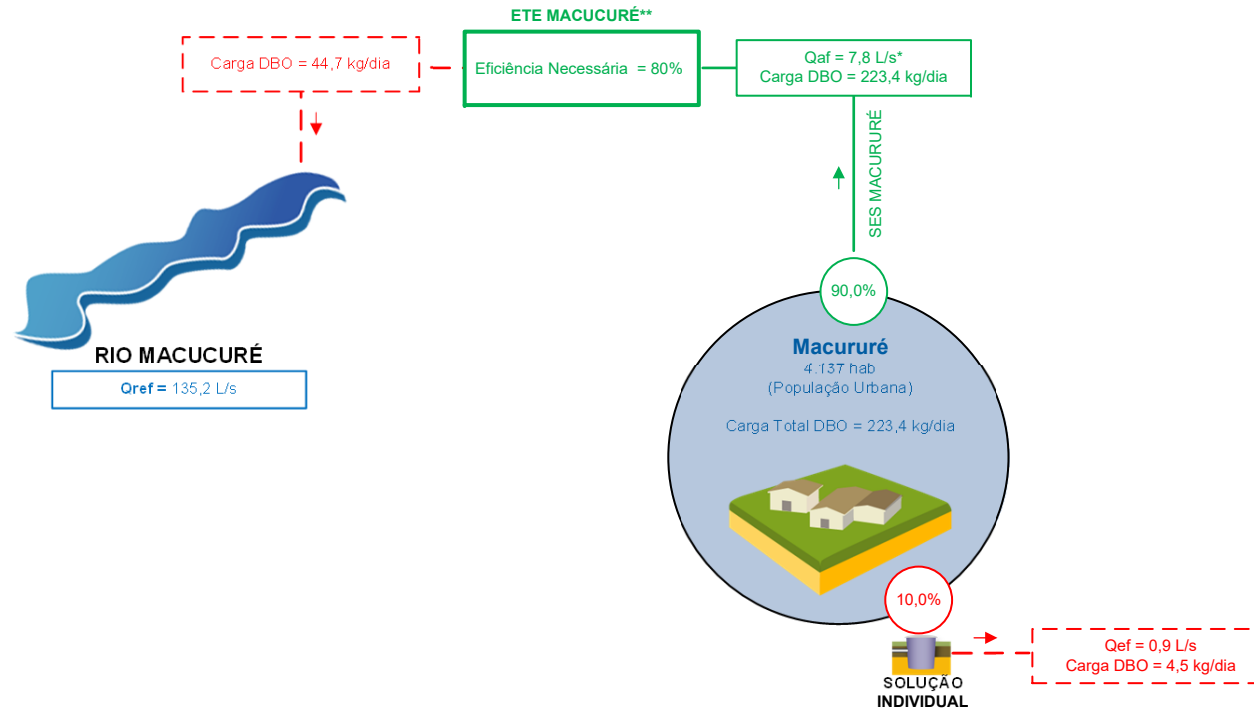 ETE MACUCURÉ**
Carga DBO = 44,7 kg/dia
Eficiência Necessária = 80%
Qaf = 7,8 L/s*
Carga DBO = 223,4 kg/dia
SES MACURURÉ
RIO MACUCURÉ
Qref = 135,2 L/s
90,0%
Macururé
4.137 hab
(População Urbana)
Carga Total DBO = 223,4 kg/dia
10,0%
SOLUÇÃO
INDIVIDUAL
Qef = 0,9 L/s
Carga DBO = 4,5 kg/dia